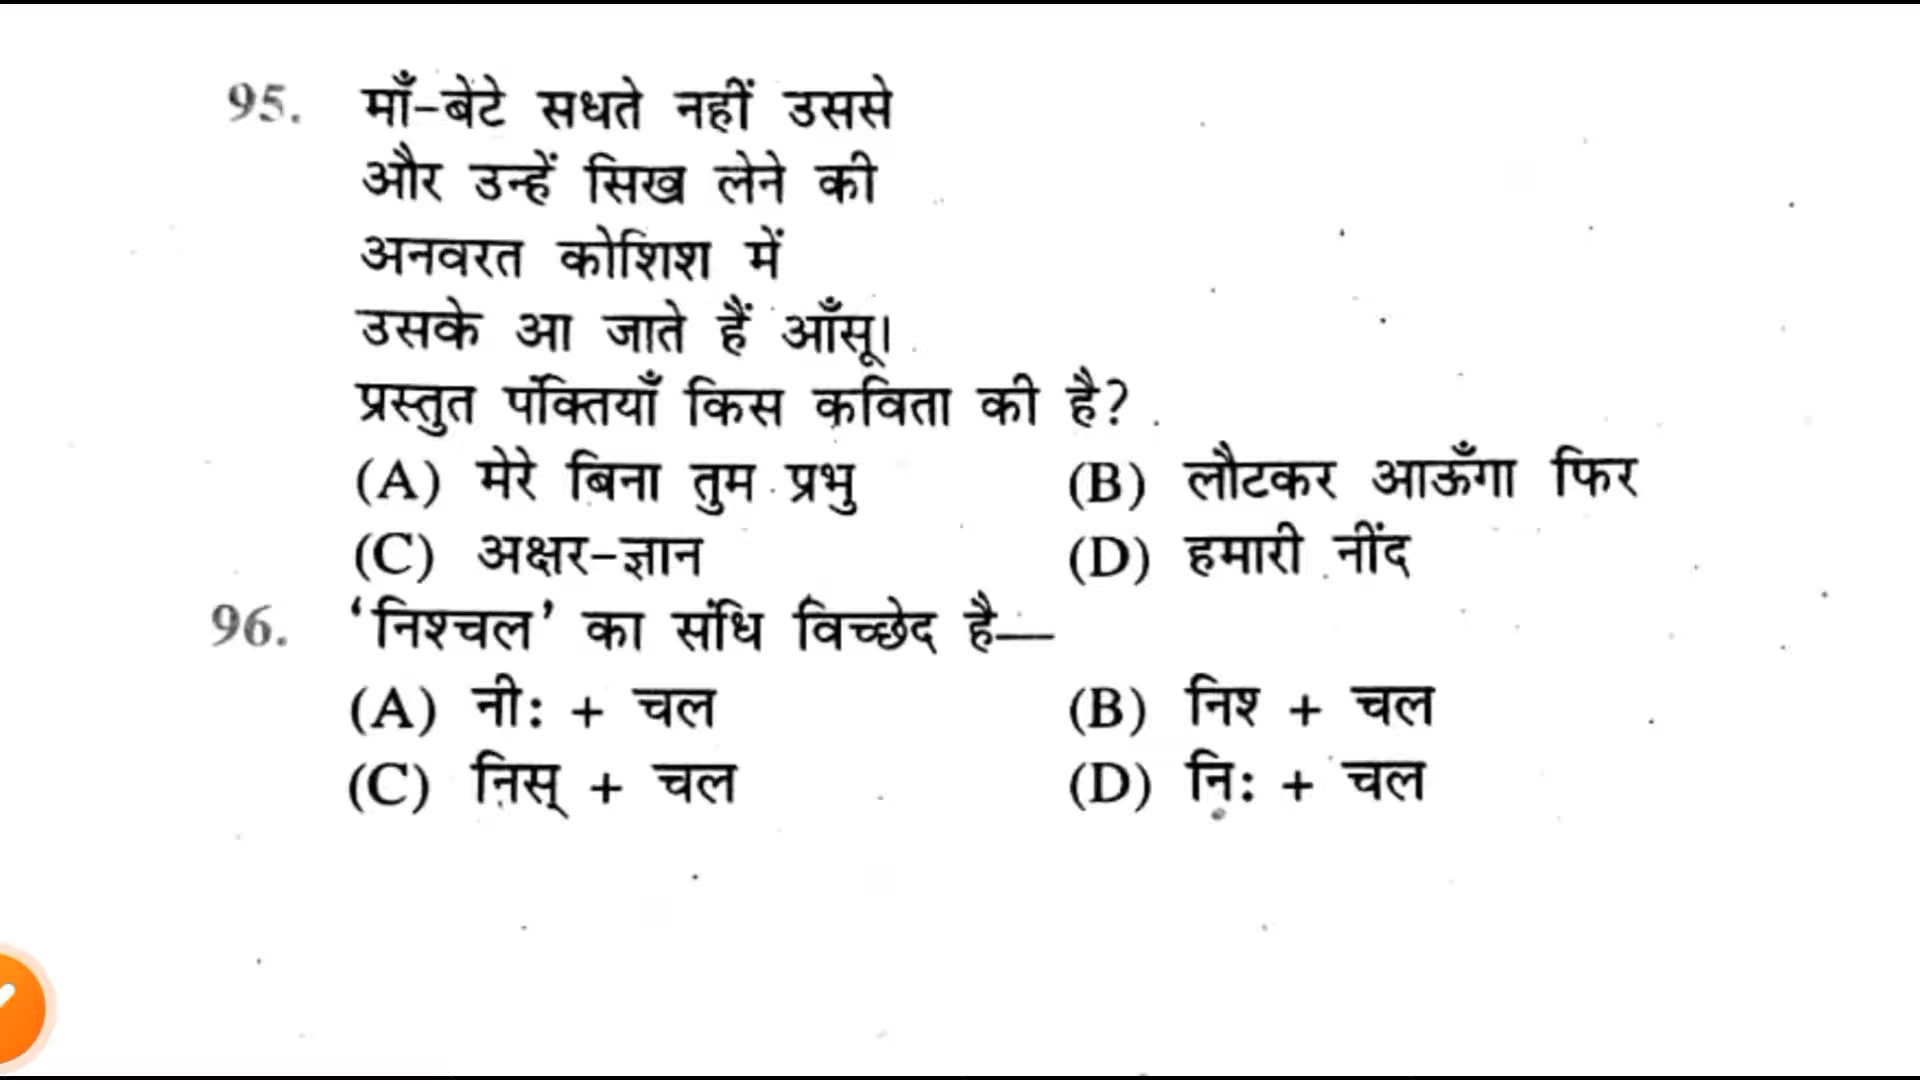 95. माँ-बेटे सधते नहीं उससे
और उन्हें सिख लेने की
अनवरत कोशिश में
उसके आ जाते हैं आँसू।
प्रस्तुत पंक्तियाँ किस कविता की है?
(A) मेरे बिना तुम प्रभु (B) लौटकर आऊँगा फिर
(C) अक्षर-ज्ञान (D) हमारी नींद
96. ‘निश्चल’ का संधि विच्छेद है—
(A) नी: + चल (B) निश + चल
(C) निस् + चल (D) नि: + चल